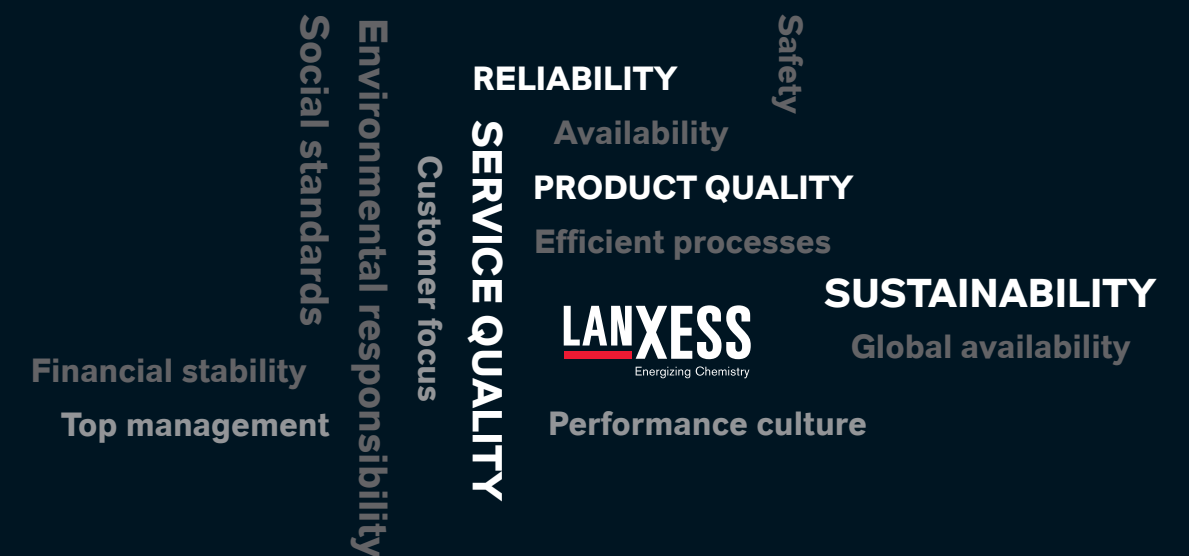 Social standards
Environmental responsibility
Safety
RELIABILITY
Availability
Customer focus
SERVICE QUALITY
PRODUCT QUALITY
Efficient processes
SUSTAINABILITY
LANXESS
Energizing Chemistry
Global availability
Financial stability
Top management
Performance culture